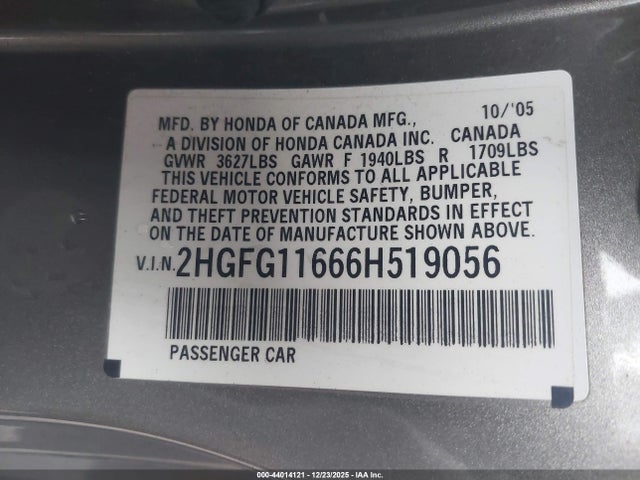 10/'05
MFD. BY HONDA OF CANADA MFG.,
A DIVISION OF HONDA CANADA INC. CANADA
GVWR 3627LBS GAWR F 1940LBS R 1709LBS
THIS VEHICLE CONFORMS TO ALL APPLICABLE
FEDERAL MOTOR VEHICLE SAFETY, BUMPER,
AND THEFT PREVENTION STANDARDS IN EFFECT
ON THE DATE OF MANUFACTURE SHOWN ABOVE.
V.I.N. 2HGFG11666H519056
PASSENGER CAR
000-44014121 - 12/23/2025 - IAA Inc.